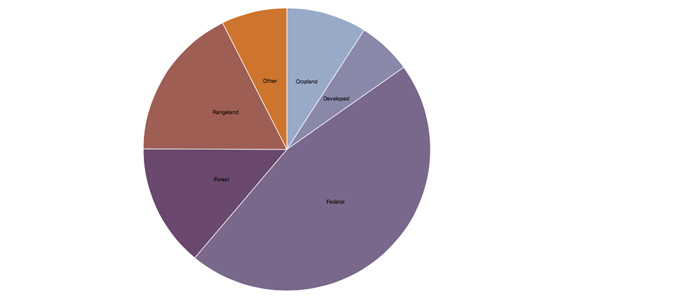 Other
Cropland
Developed
Rangeland
Forest
Federal